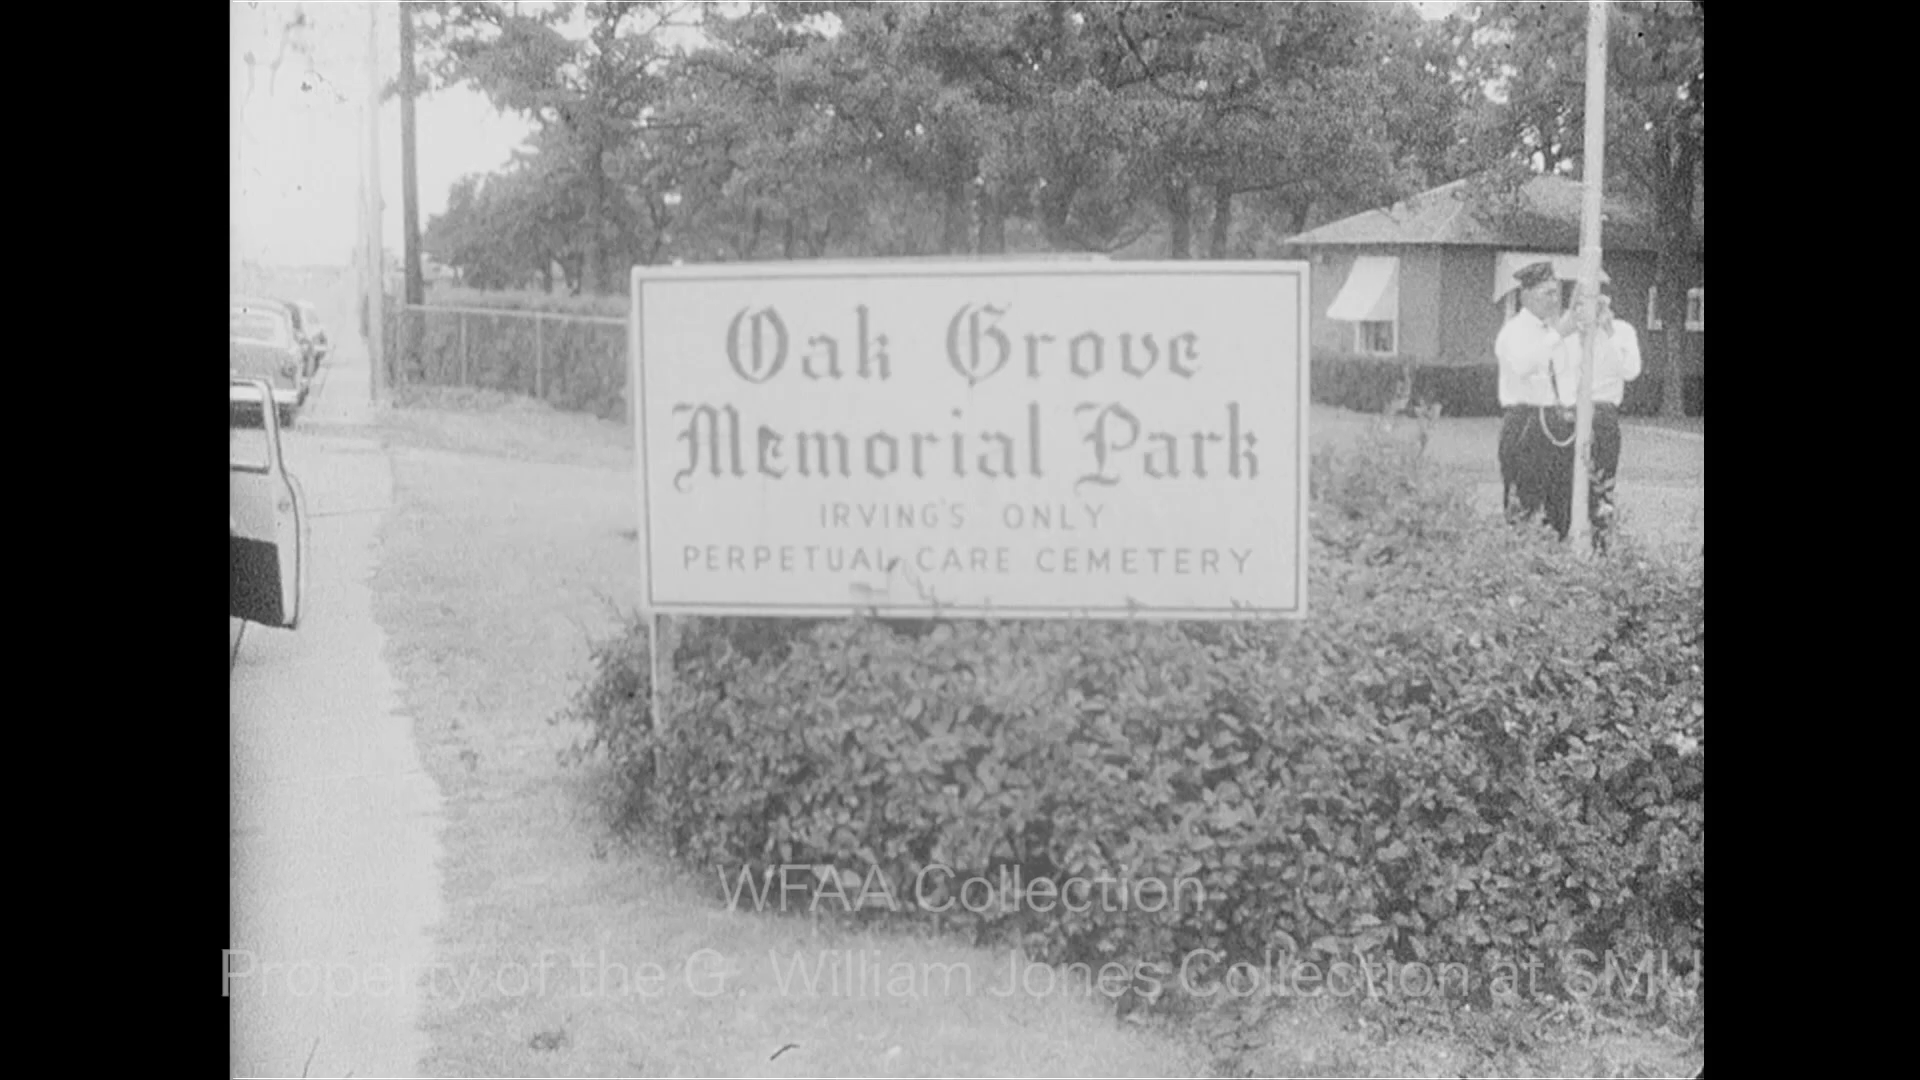 Oak Grove
Memorial Park
IRVING'S ONLY
PERPETUAL CARE CEMETERY
WFAA Collection
Property of the G. William Jones Collection at SMU